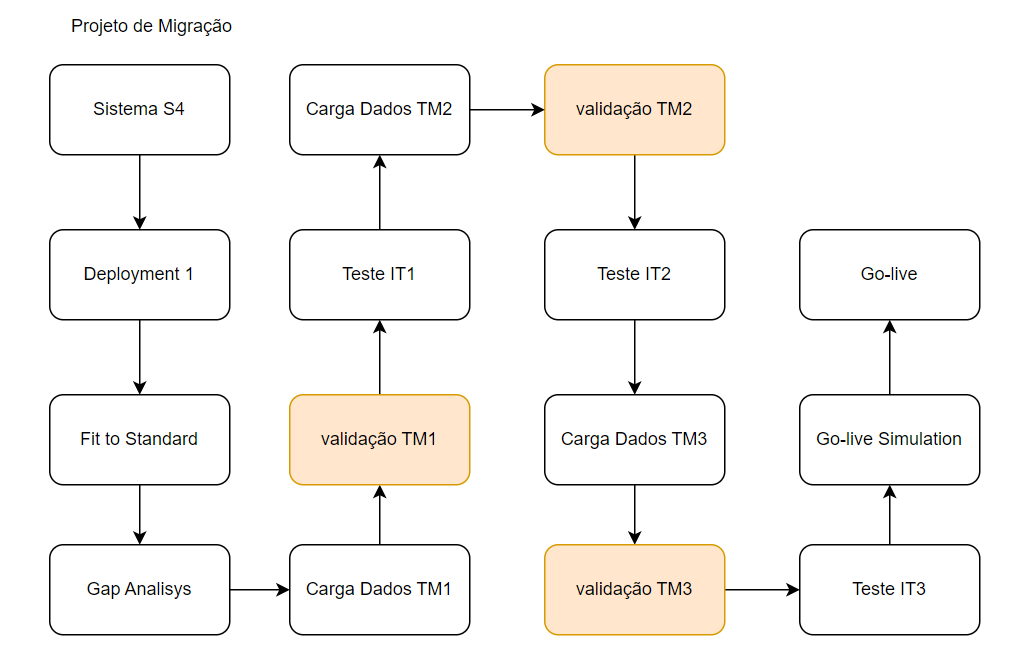 Projeto de Migração
Sistema S4
Deployment 1
Fit to Standard
Gap Analisys
Carga Dados TM1
validação TM1
Teste IT1
Carga Dados TM2
validação TM2
Teste IT2
Carga Dados TM3
validação TM3
Teste IT3
Go-live Simulation
Go-live